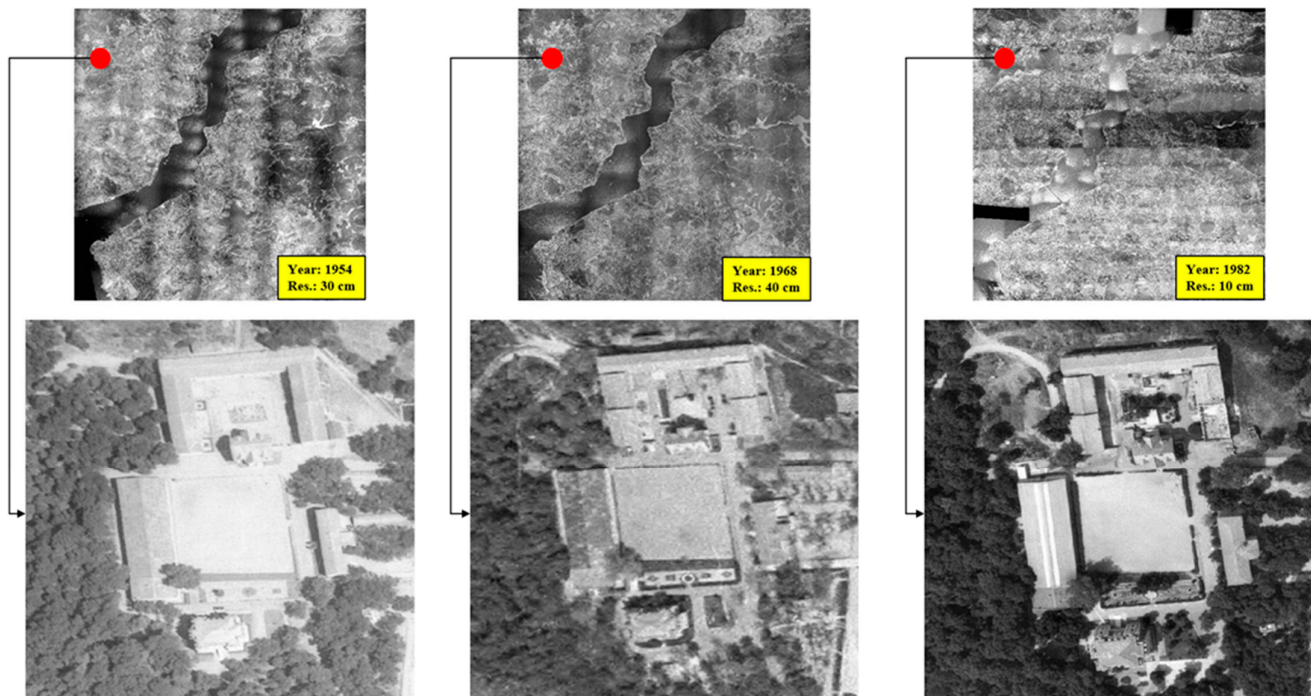 Year: 1954
Res.: 30 cm
Year: 1968
Res.: 40 cm
Year: 1982
Res.: 10 cm